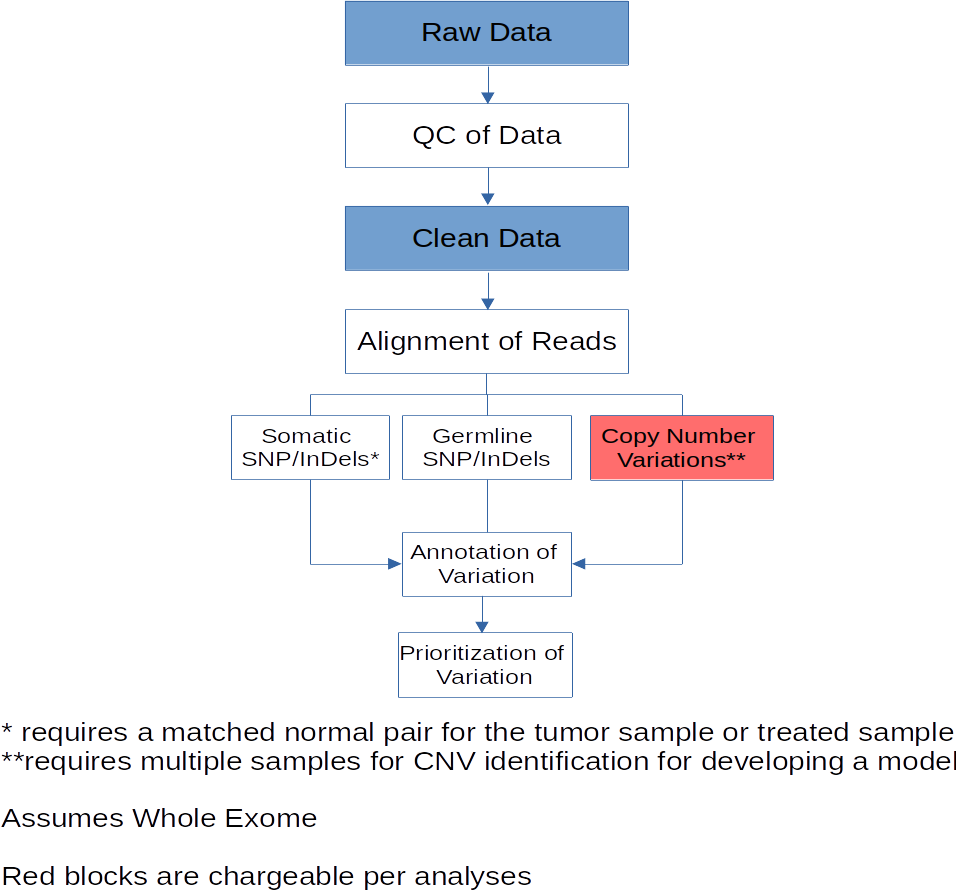 Raw Data
QC of Data
Clean Data
Alignment of Reads
Somatic
SNP/InDels*
Germline
SNP/InDels
Copy Number
Variations**
Annotation of
Variation
Prioritization of
Variation
* requires a matched normal pair for the tumor sample or treated sample
**requires multiple samples for CNV identification for developing a model
Assumes Whole Exome
Red blocks are chargeable per analyses